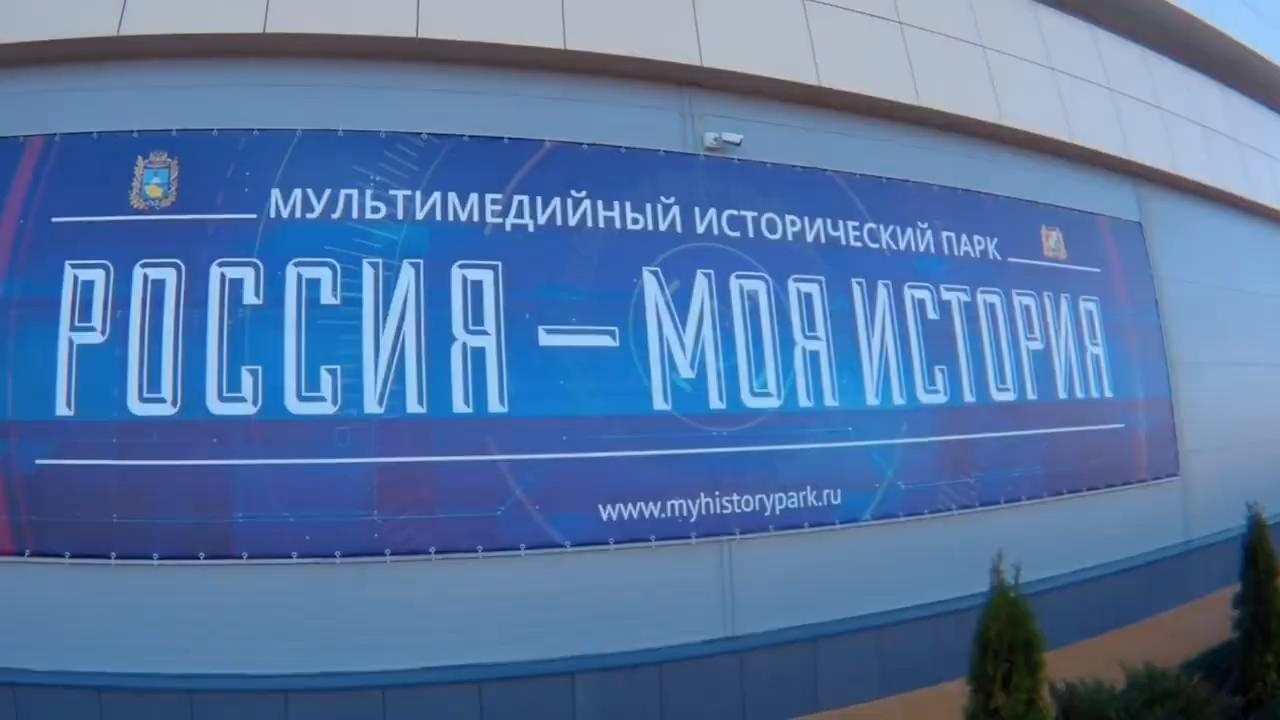 МУЛЬТИМЕДИЙНЫЙ ИСТОРИЧЕСКИЙ ПАРК
РОССИЯ — МОЯ ИСТОРИЯ
www.myhistorypark.ru